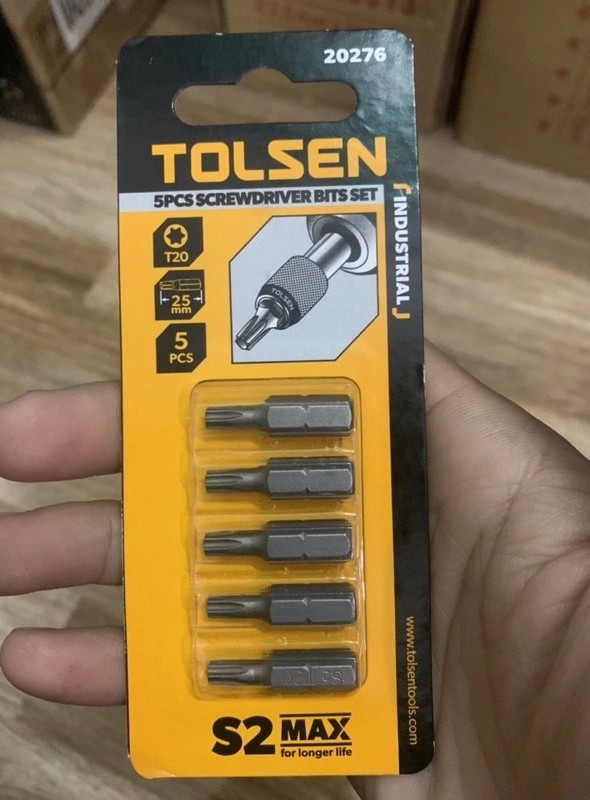 20276
TOLSEN
5PCS SCREWDRIVER BITS SET
INDUSTRIAL
T20
25
mm
5
PCS
TOLSEN
S2
MAX
for longer life
www.tolsentools.com